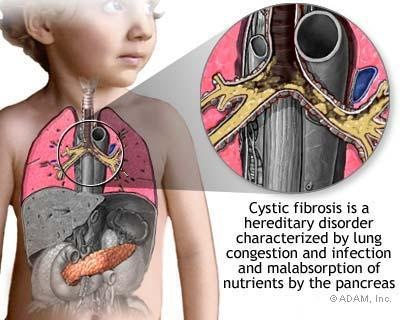 Cystic fibrosis is a
hereditary disorder
characterized by lung
congestion and infection
and malabsorption of
nutrients by the pancreas
©ADAM, Inc.